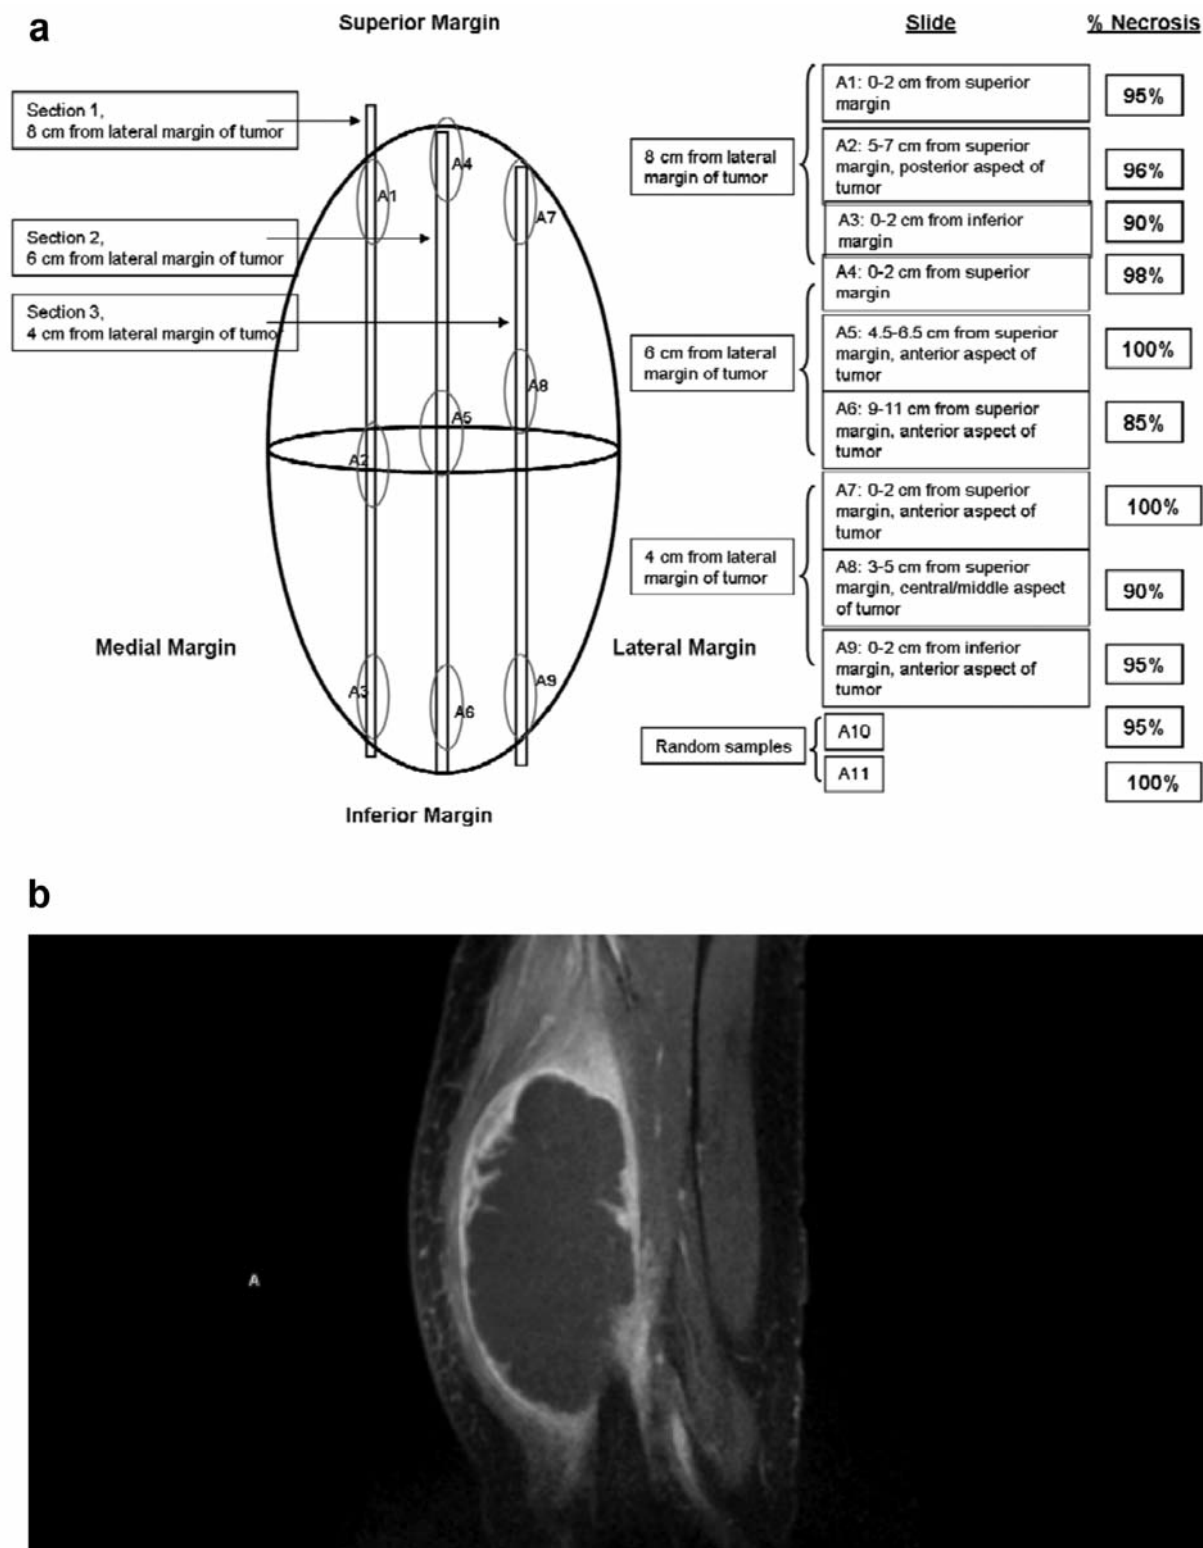 a
Superior Margin
Slide
% Necrosis
Section 1,
8 cm from lateral margin of tumor
Section 2,
6 cm from lateral margin of tumor
Section 3,
4 cm from lateral margin of tumor
A1
A4
A7
A8
A5
A2
A3
A6
A9
Medial Margin
Lateral Margin
Inferior Margin
8 cm from lateral
margin of tumor
A1: 0-2 cm from superior
margin
95%
A2: 5-7 cm from superior
margin, posterior aspect of
tumor
96%
A3: 0-2 cm from inferior
margin
90%
6 cm from lateral
margin of tumor
A4: 0-2 cm from superior
margin
98%
A5: 4.5-6.5 cm from superior
margin, anterior aspect of
tumor
100%
A6: 9-11 cm from superior
margin, anterior aspect of
tumor
85%
4 cm from lateral
margin of tumor
A7: 0-2 cm from superior
margin, anterior aspect of
tumor
100%
A8: 3-5 cm from superior
margin, central/middle aspect
of tumor
90%
A9: 0-2 cm from inferior
margin, anterior aspect of
tumor
95%
Random samples
A10
95%
A11
100%
b
A